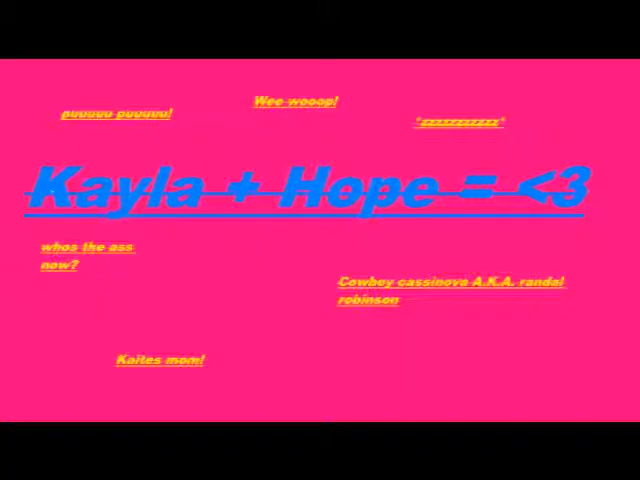 Wee wooop!
puuuuu puuuuu!
"zzzzzzzzzzz"
Kayla + Hope = <3
whos the ass
now?
Cowboy cassinova A.K.A. randal
robinson
Kaites mom!